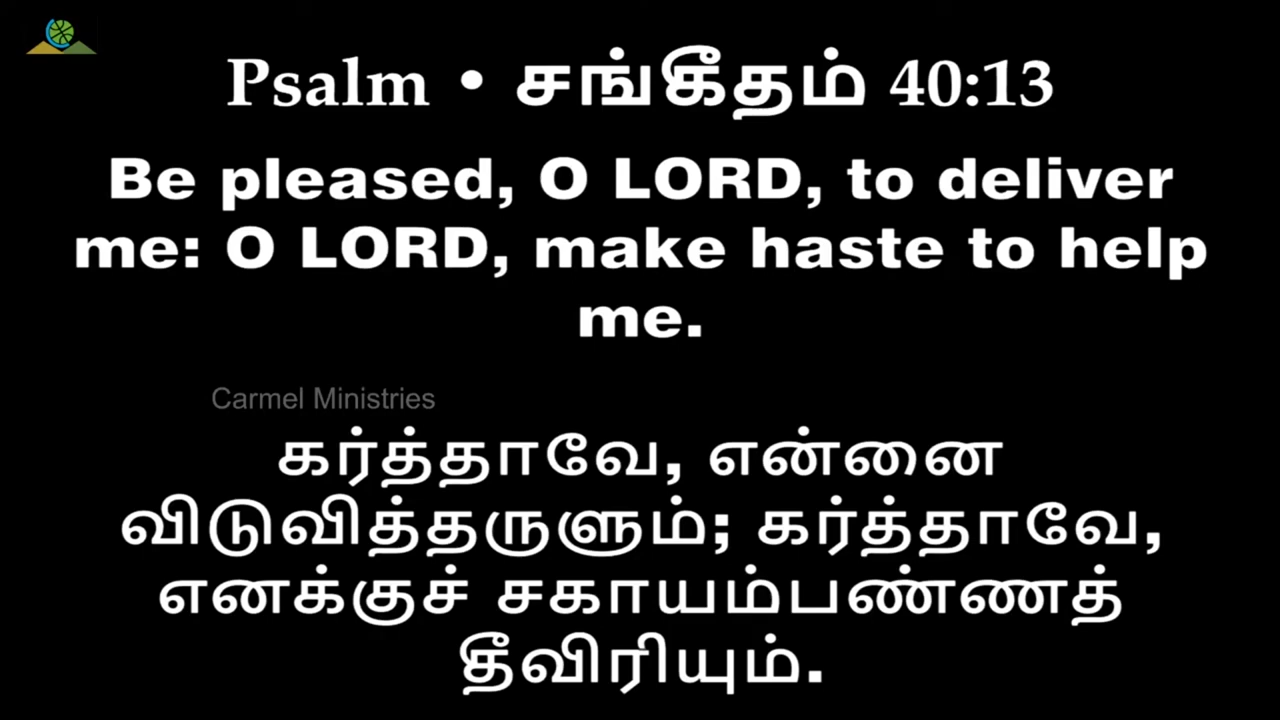 Psalm • சங்கீதம் 40:13
Be pleased, O LORD, to deliver
me: O LORD, make haste to help
me.
Carmel Ministries
கர்த்தாவே, என்னை
விடுவித்தருளும்; கர்த்தாவே,
எனக்குச் சகாயம்பண்ணத்
தீவிரியும்.